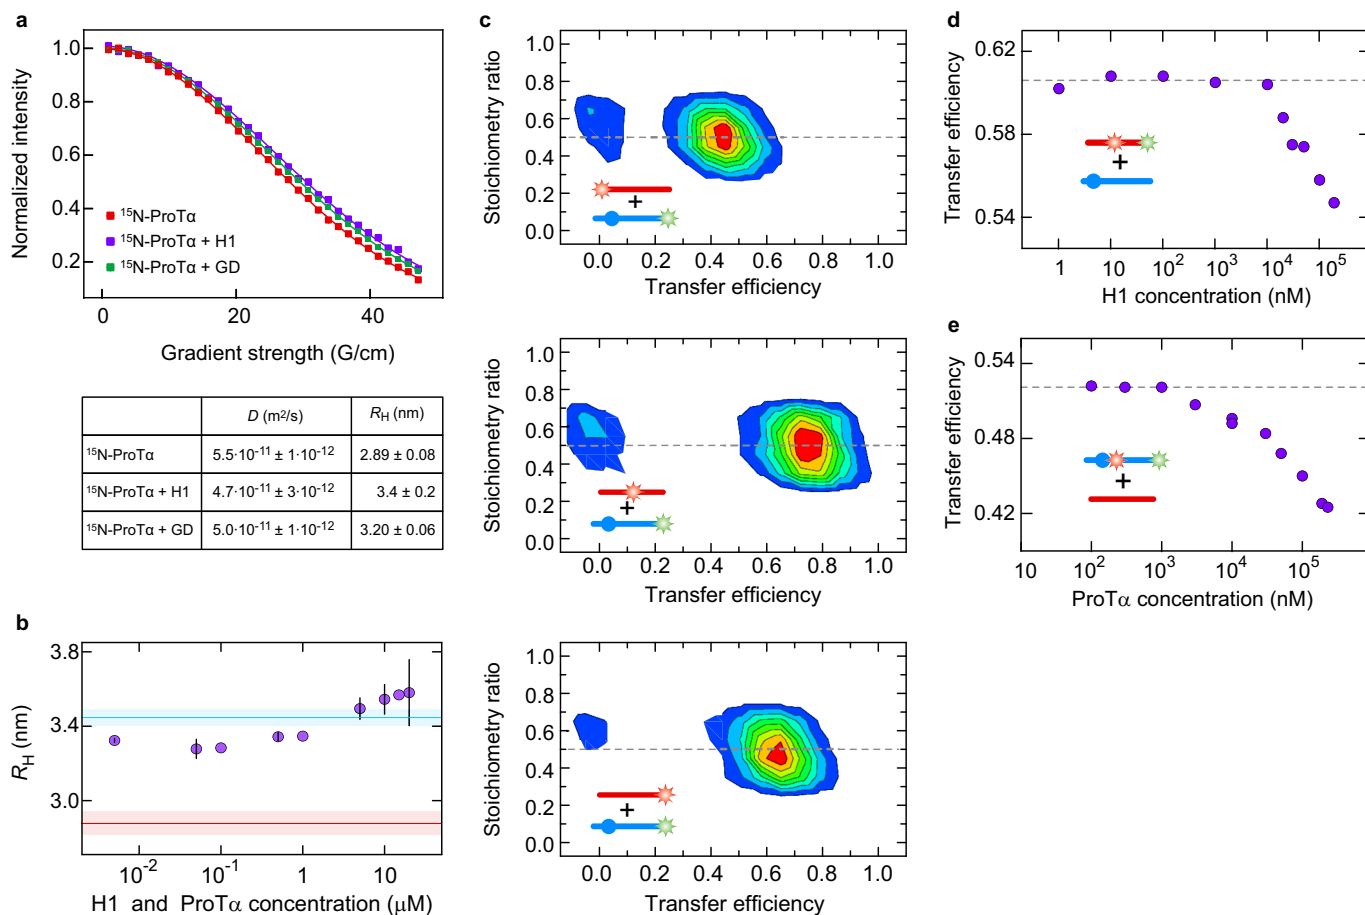 a
Normalized intensity
1.0
0.8
0.6
0.4
0.2
¹⁵N-ProTα
¹⁵N-ProTα + H1
¹⁵N-ProTα + GD
0 20 40
Gradient strength (G/cm)
D (m²/s) R_H (nm)
¹⁵N-ProTα 5.5·10⁻¹¹ ± 1·10⁻¹² 2.89 ± 0.08
¹⁵N-ProTα + H1 4.7·10⁻¹¹ ± 3·10⁻¹² 3.4 ± 0.2
¹⁵N-ProTα + GD 5.0·10⁻¹¹ ± 1·10⁻¹² 3.20 ± 0.06
b
R_H (nm)
3.8
3.4
3.0
10⁻² 10⁻¹ 1 10
H1 and ProTα concentration (μM)
c
Stoichiometry ratio
1.0
0.8
0.6
0.4
0.2
0.0
+
0.0 0.2 0.4 0.6 0.8 1.0
Transfer efficiency
Stoichiometry ratio
1.0
0.8
0.6
0.4
0.2
0.0
+
0.0 0.2 0.4 0.6 0.8 1.0
Transfer efficiency
Stoichiometry ratio
1.0
0.8
0.6
0.4
0.2
0.0
+
0.0 0.2 0.4 0.6 0.8 1.0
Transfer efficiency
d
Transfer efficiency
0.62
0.58
0.54
+
1 10 10² 10³ 10⁴ 10⁵
H1 concentration (nM)
e
Transfer efficiency
0.54
0.48
0.42
+
10 10² 10³ 10⁴ 10⁵
ProTα concentration (nM)